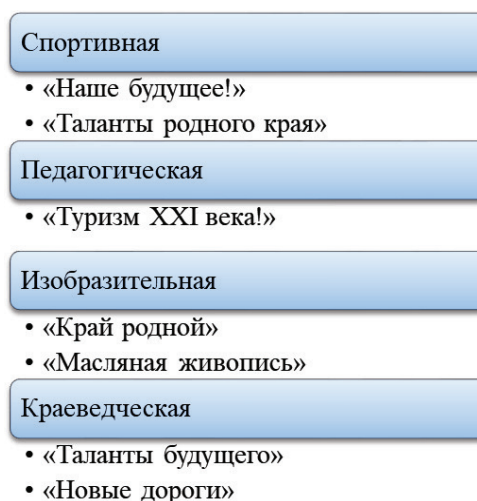 Спортивная
• «Наше будущее!»
• «Таланты родного края»
Педагогическая
• «Туризм XXI века!»
Изобразительная
• «Край родной»
• «Масляная живопись»
Краеведческая
• «Таланты будущего»
• «Новые дороги»